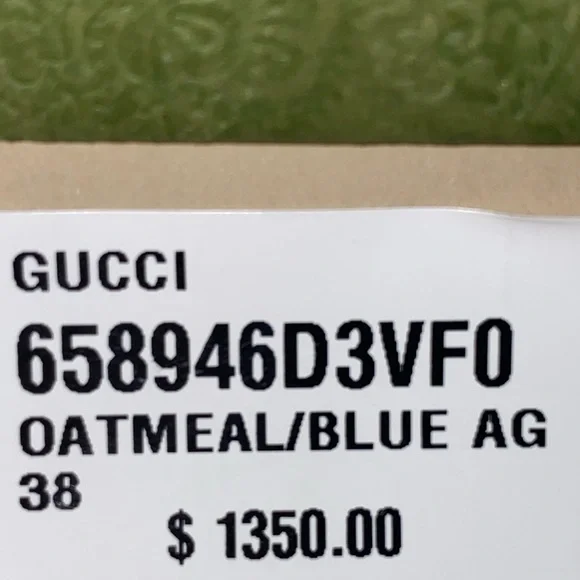 GUCCI
658946D3VF0
OATMEAL/BLUE AG
38
$ 1350.00